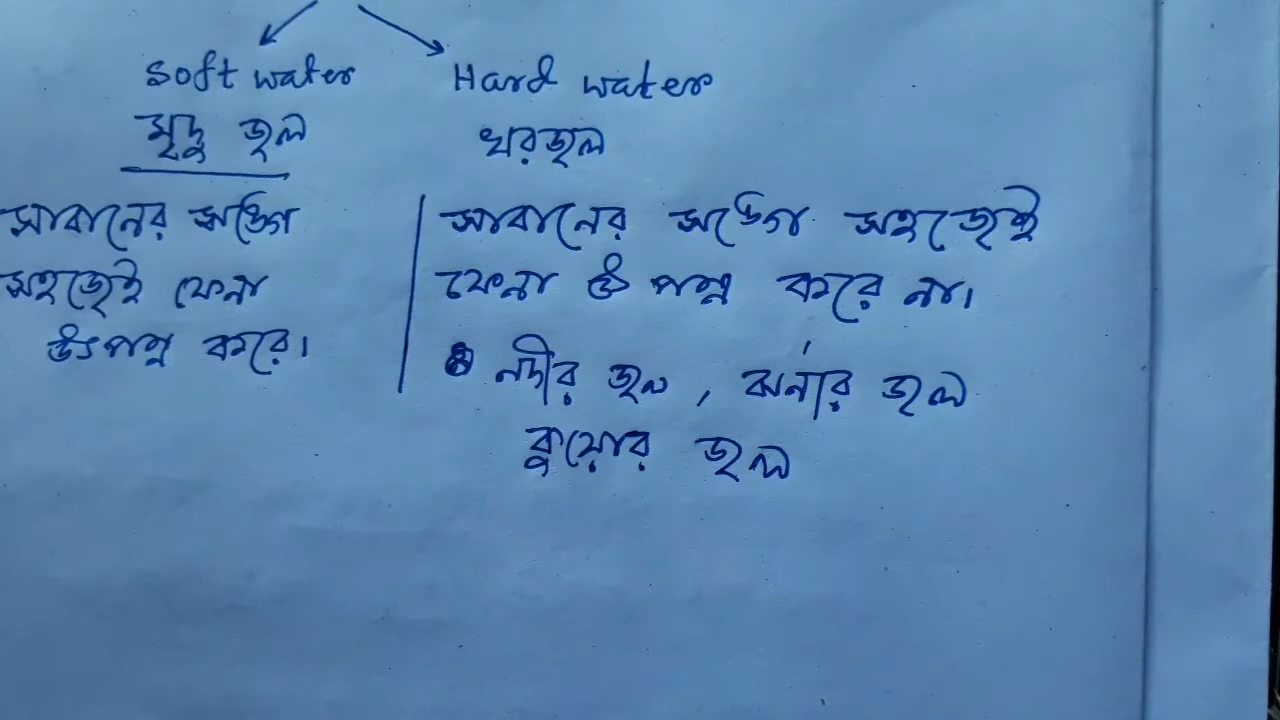 Soft water
মৃদু জল
সাবানের সঙ্গে
সহজেই ফেনা
উৎপন্ন করে।
Hard water
খরজল
সাবানের সঙ্গে সহজেই
ফেনা উৎপন্ন করে না।
নদীর জল, ঝর্নার জল
কুয়োর জল